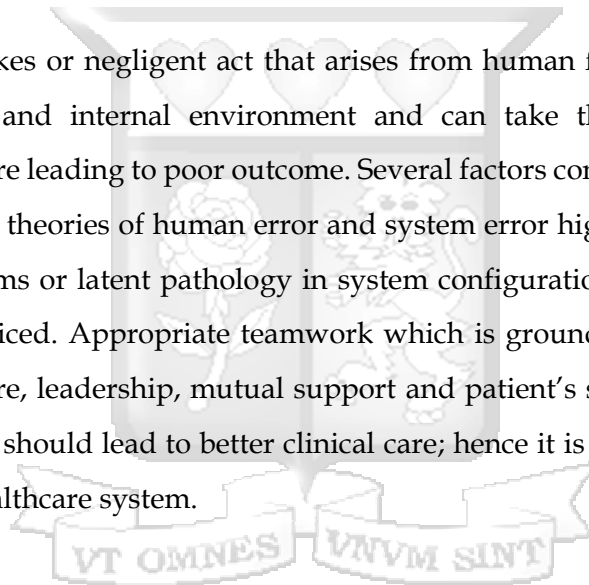 kes or negligent act that arises from human f
and internal environment and can take th
re leading to poor outcome. Several factors con
theories of human error and system error hig
ms or latent pathology in system configuratio
iced. Appropriate teamwork which is ground
re, leadership, mutual support and patient's s
should lead to better clinical care; hence it is
althcare system.
VT OMNES VNVM SINT